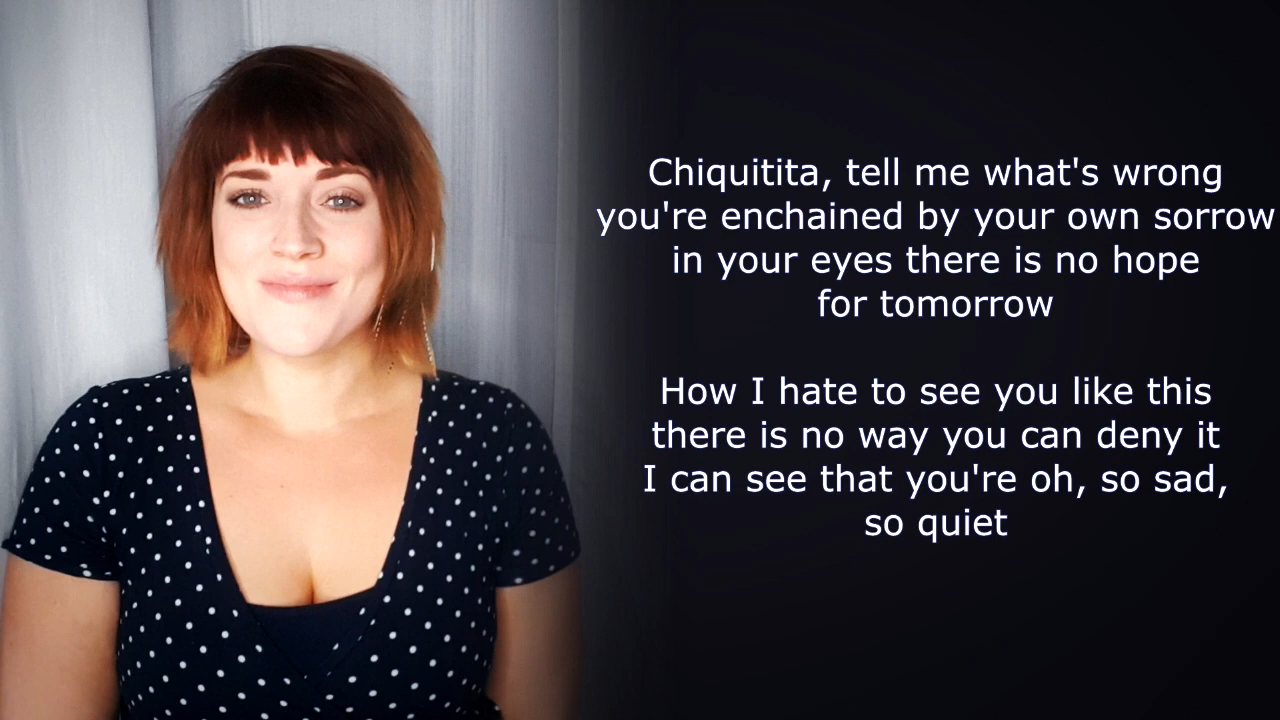 Chiquitita, tell me what's wrong
you're enchained by your own sorrow
in your eyes there is no hope
for tomorrow
How I hate to see you like this
there is no way you can deny it
I can see that you're oh, so sad,
so quiet